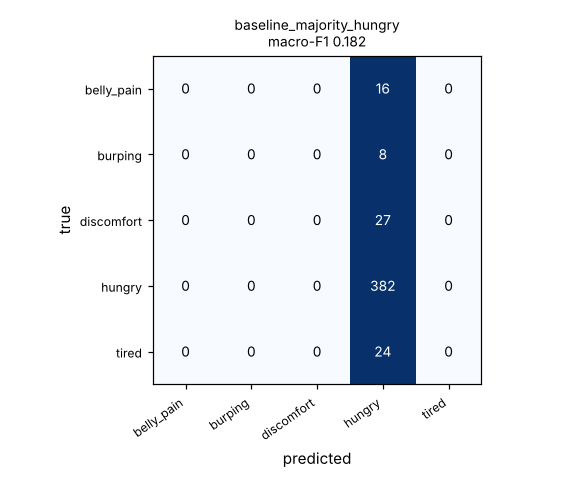 baseline_majority_hungry
macro-F1 0.182
belly_pain 0 0 0 16 0
burping 0 0 0 8 0
discomfort 0 0 0 27 0
hungry 0 0 0 382 0
tired 0 0 0 24 0
true
belly_pain burping discomfort hungry tired
predicted